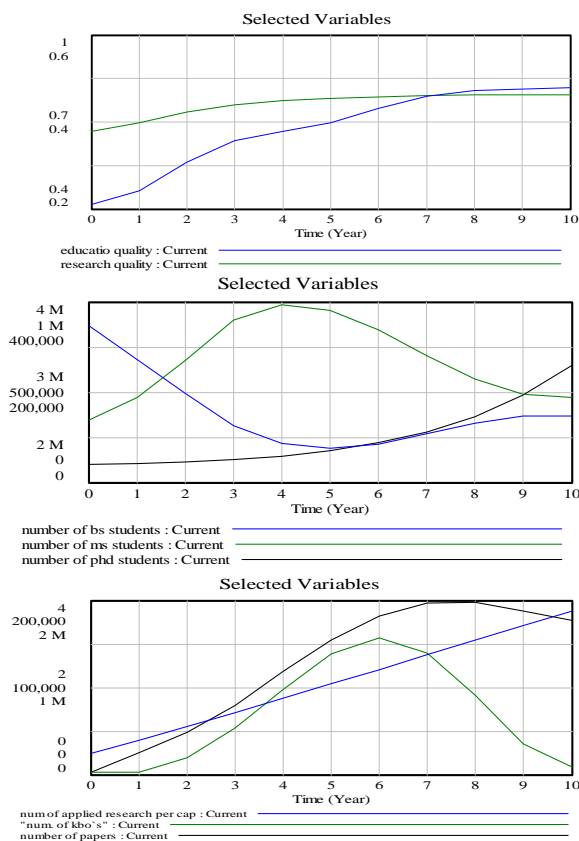 Selected Variables
1
0.6
0.7
0.4
0.4
0.2
0 1 2 3 4 5 6 7 8 9 10
Time (Year)
educatio quality : Current
research quality : Current
Selected Variables
4 M
1 M
400,000
3 M
500,000
200,000
2 M
0
0
0 1 2 3 4 5 6 7 8 9 10
Time (Year)
number of bs students : Current
number of ms students : Current
number of phd students : Current
Selected Variables
4
200,000
2 M
2
100,000
1 M
0
0
0
0 1 2 3 4 5 6 7 8 9 10
Time (Year)
num of applied research per cap : Current
"num. of kbo`s" : Current
number of papers : Current